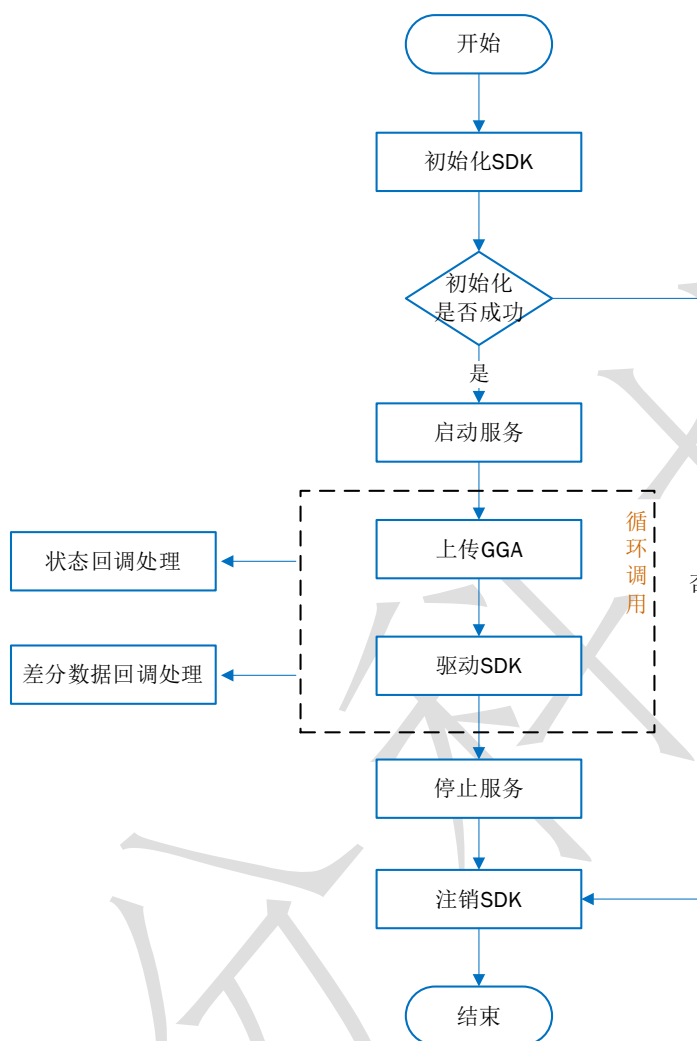 开始
初始化SDK
初始化
是否成功
是
启动服务
循
环
调
用
上传GGA
状态回调处理
否
驱动SDK
差分数据回调处理
停止服务
注销SDK
结束